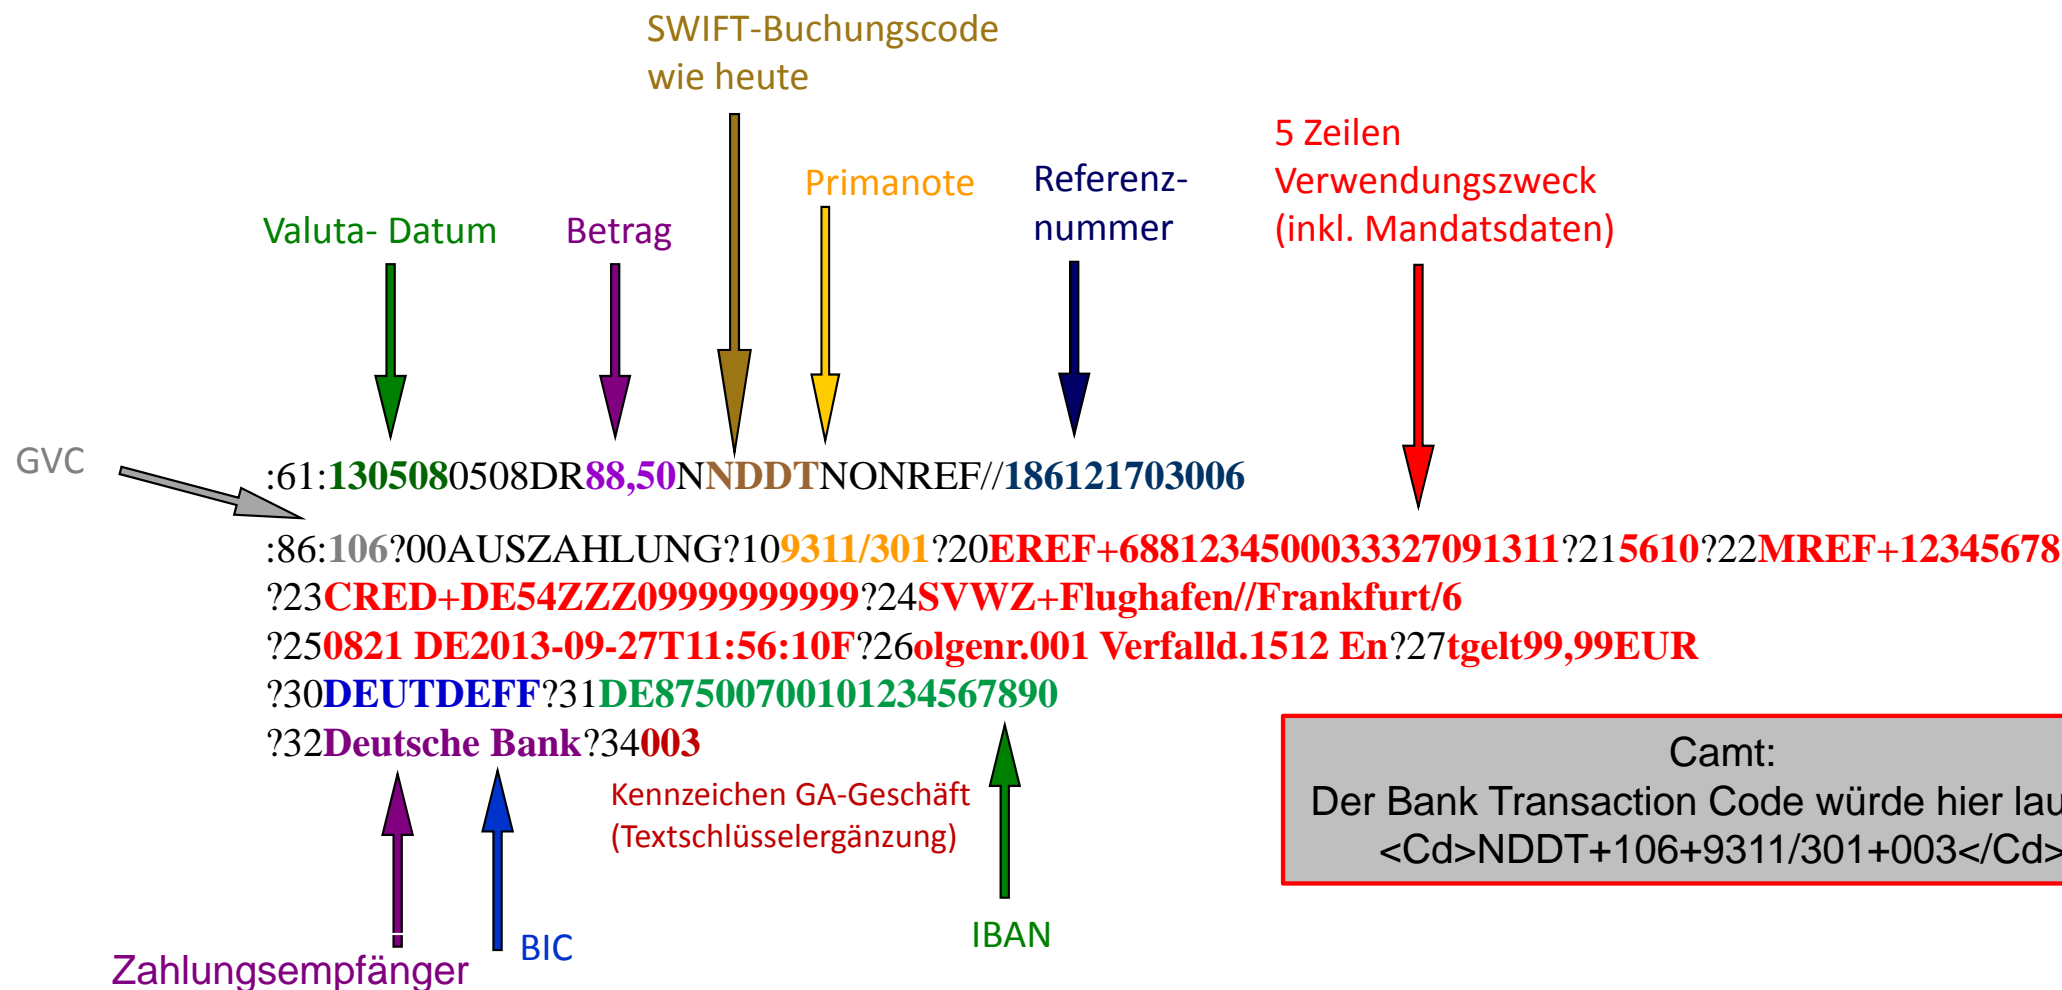 SWIFT-Buchungscode
wie heute
5 Zeilen
Verwendungszweck
(inkl. Mandatsdaten)
Primanote
Referenz-
nummer
Valuta- Datum
Betrag
GVC
:61:1305080508DR88,50NNDDTNONREF//186121703006
:86:106?00AUSZAHLUNG?109311/301?20EREF+6881234500033327091311?215610?22MREF+12345678
?23CRED+DE54ZZZ09999999999?24SVWZ+Flughafen//Frankfurt/6
?250821 DE2013-09-27T11:56:10F?26olgenr.001 Verfalld.1512 En?27tgelt99,99EUR
?30DEUTDEFF?31DE87500700101234567890
?32Deutsche Bank?34003
Kennzeichen GA-Geschäft
(Textschlüsselergänzung)
Camt:
Der Bank Transaction Code würde hier lau
<Cd>NDDT+106+9311/301+003</Cd>
IBAN
BIC
Zahlungsempfänger